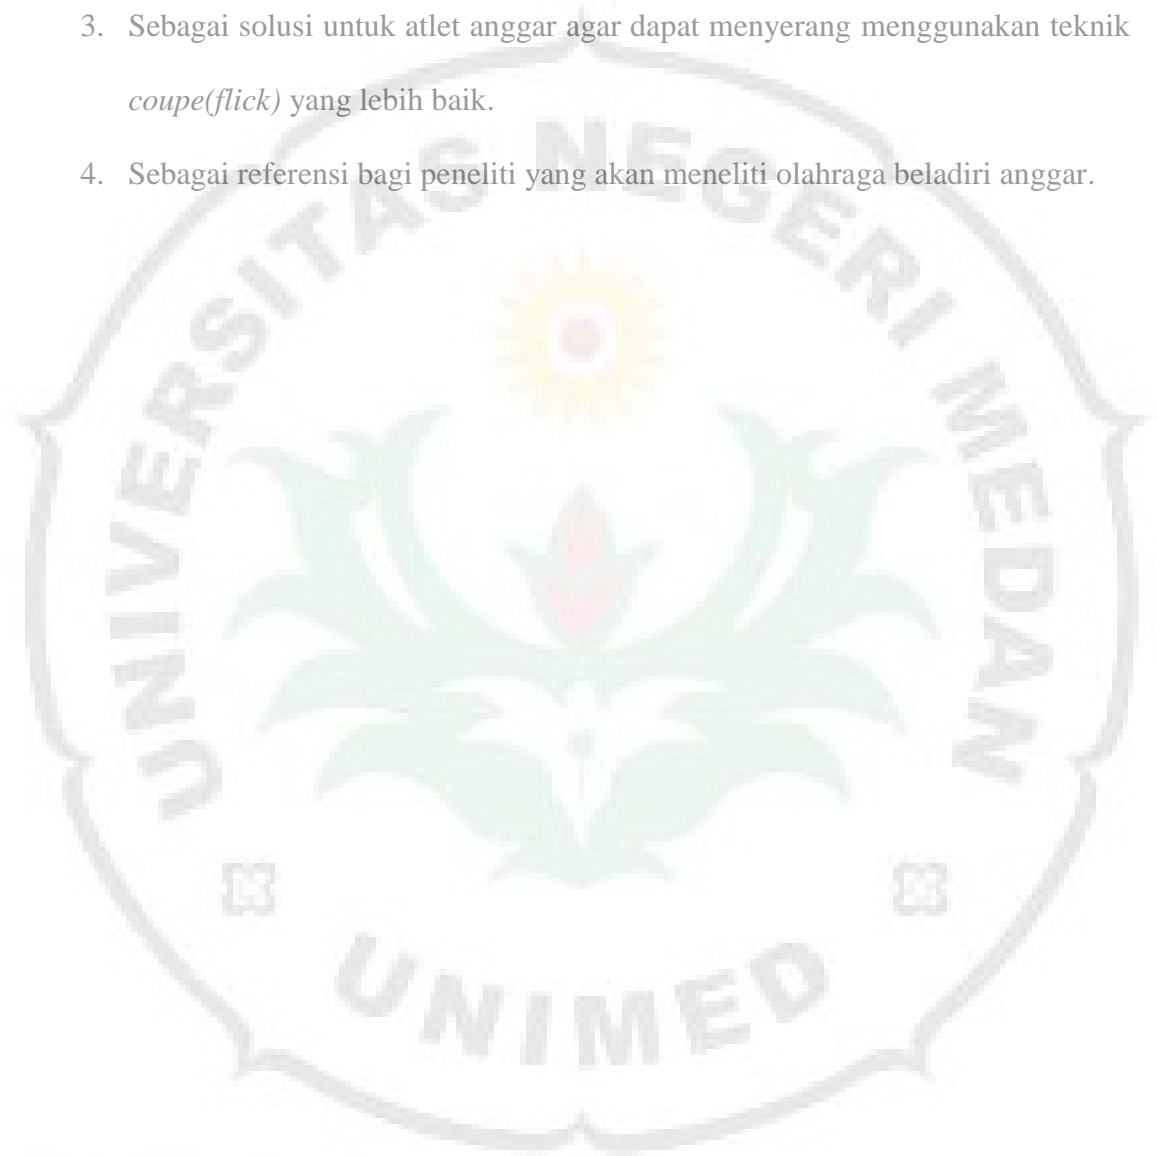 3. Sebagai solusi untuk atlet anggar agar dapat menyerang menggunakan teknik
coupe(flick) yang lebih baik.
4. Sebagai referensi bagi peneliti yang akan meneliti olahraga beladiri anggar.
UNIVERSITAS NEGERI MEDAN
UNIMED